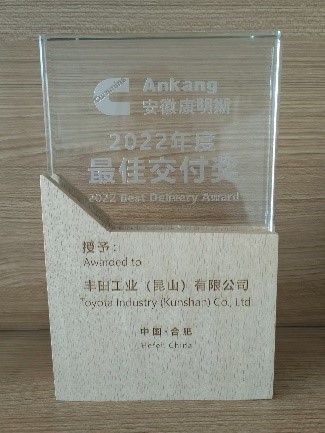 Cummins
Ankang
安徽康明斯
2022年度
最佳交付奖
2022 Best Delivery Award
授予：
Awarded to
丰田工业（昆山）有限公司
Toyota Industry (Kunshan) Co., Ltd
中国·合肥
Hefei, China